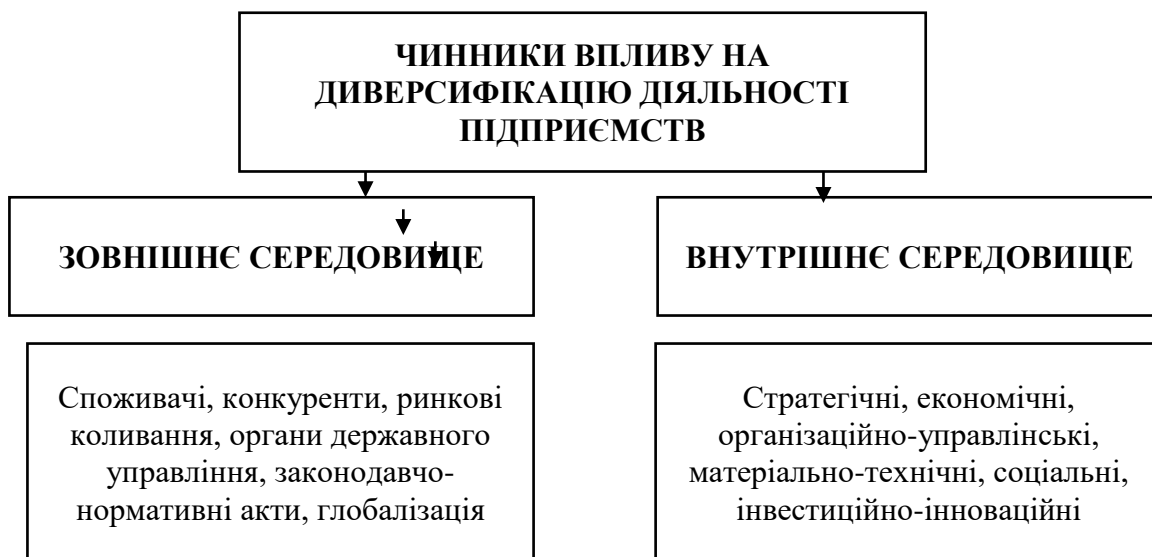 ЧИННИКИ ВПЛИВУ НА
ДИВЕРСИФІКАЦІЮ ДІЯЛЬНОСТІ
ПІДПРИЄМСТВ
ЗОВНІШНЄ СЕРЕДОВИЩЕ
ВНУТРІШНЄ СЕРЕДОВИЩЕ
Споживачі, конкуренти, ринкові
коливання, органи державного
управління, законодавчо-
нормативні акти, глобалізація
Стратегічні, економічні,
організаційно-управлінські,
матеріально-технічні, соціальні,
інвестиційно-інноваційні